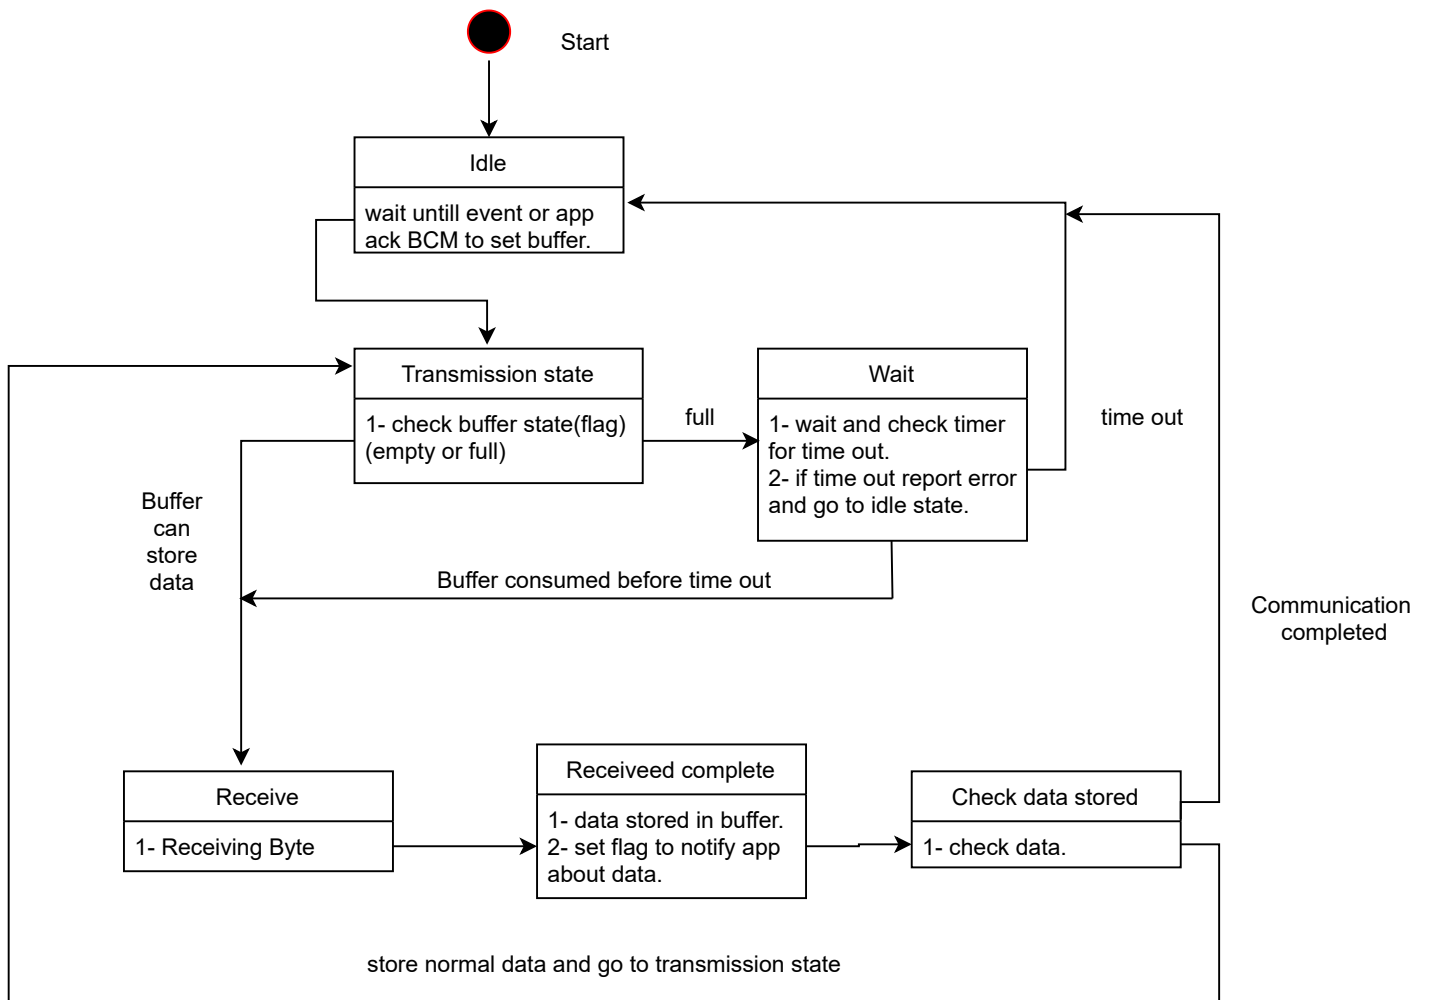 Start
Idle
wait untill event or app
ack BCM to set buffer.
Transmission state
1- check buffer state(flag)
(empty or full)
full
Wait
1- wait and check timer
for time out.
2- if time out report error
and go to idle state.
time out
Buffer
can
store
data
Buffer consumed before time out
Communication
completed
Receive
1- Receiving Byte
Receiveed complete
1- data stored in buffer.
2- set flag to notify app
about data.
Check data stored
1- check data.
store normal data and go to transmission state